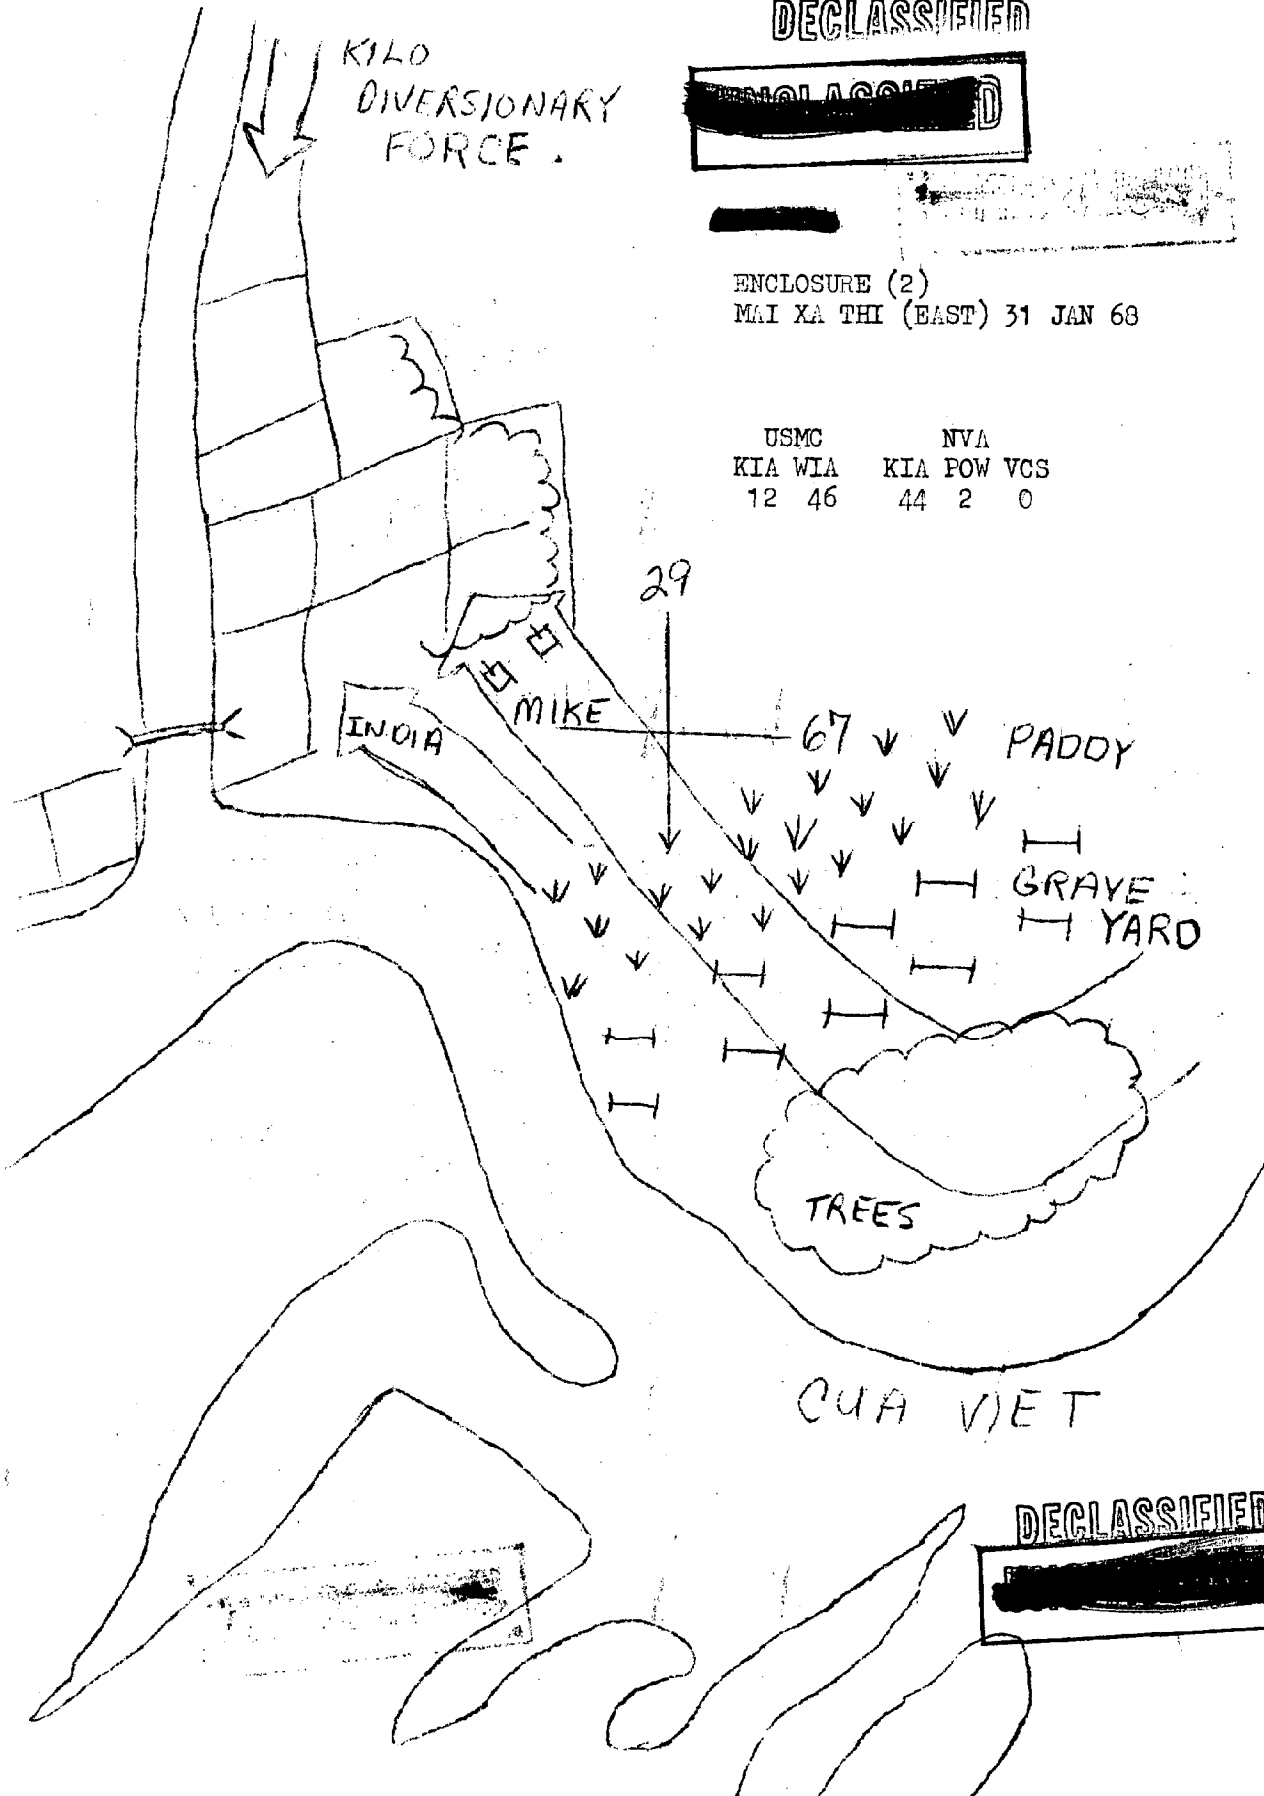 DECLASSIFIED
UNCLASSIFIED
KILO
DIVERSIONARY
FORCE.
ENCLOSURE (2)
MAI XA THI (EAST) 31 JAN 68
USMC NVA
KIA WIA KIA POW VCS
12 46 44 2 0
29
MIKE
67
INDIA
PADDY
GRAVE
YARD
TREES
CUA VIET
DECLASSIFIED